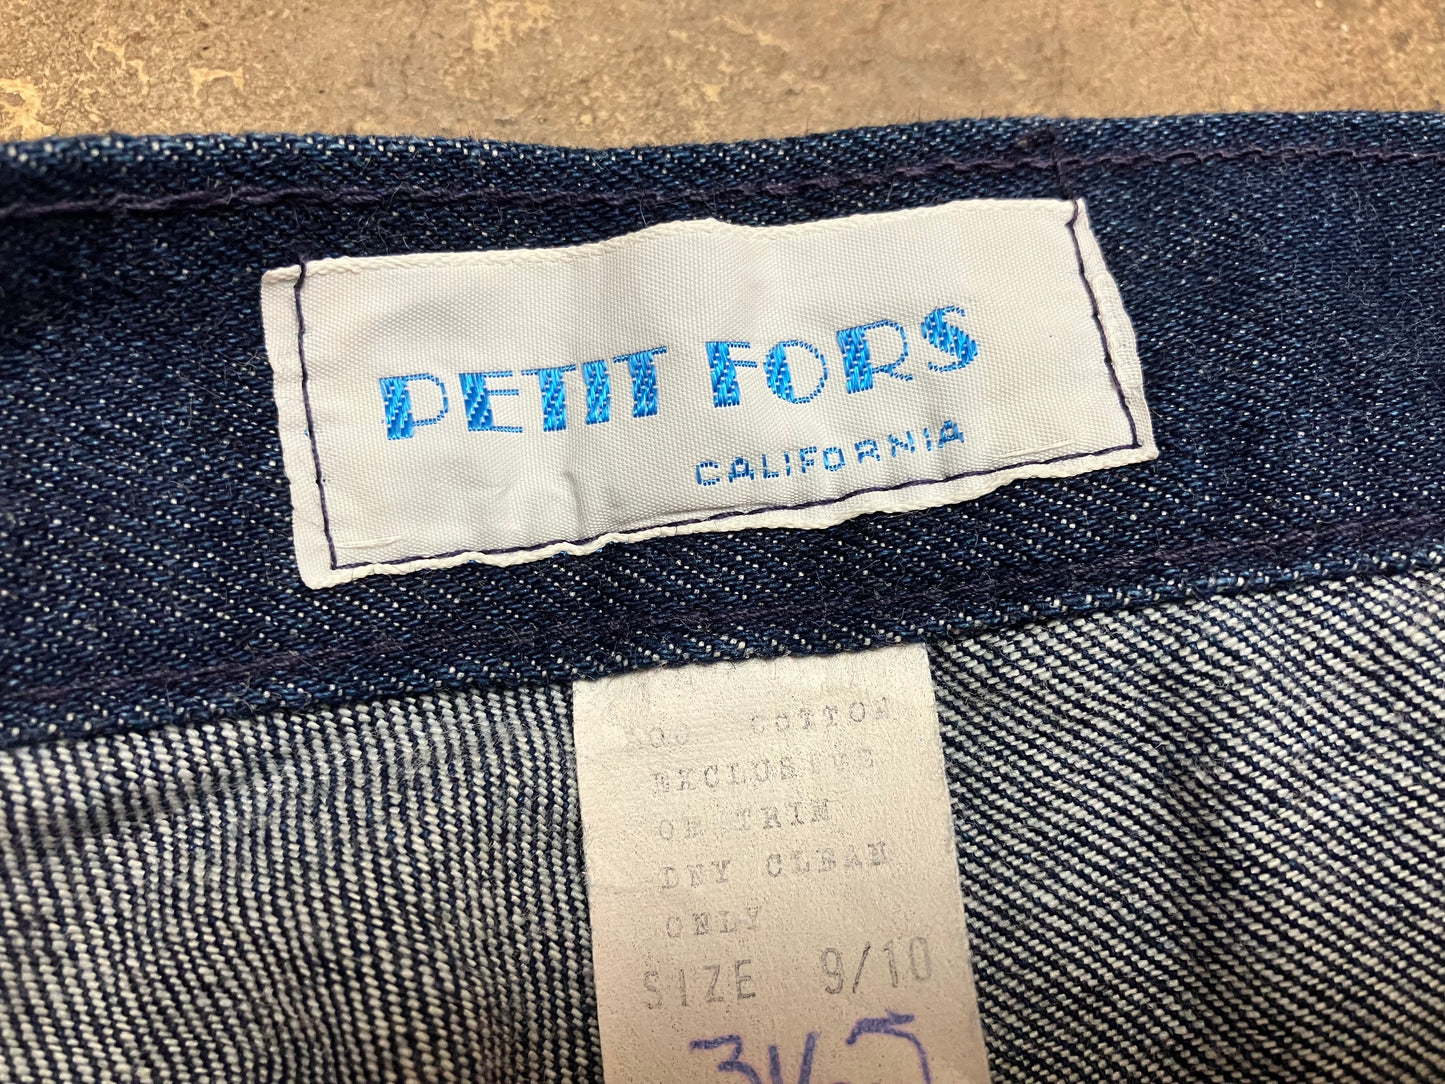 PETIT FORS
CALIFORNIA
COTTON
EXCLUSIVE
OF TRIM
DRY CLEAN
ONLY
SIZE 9/10